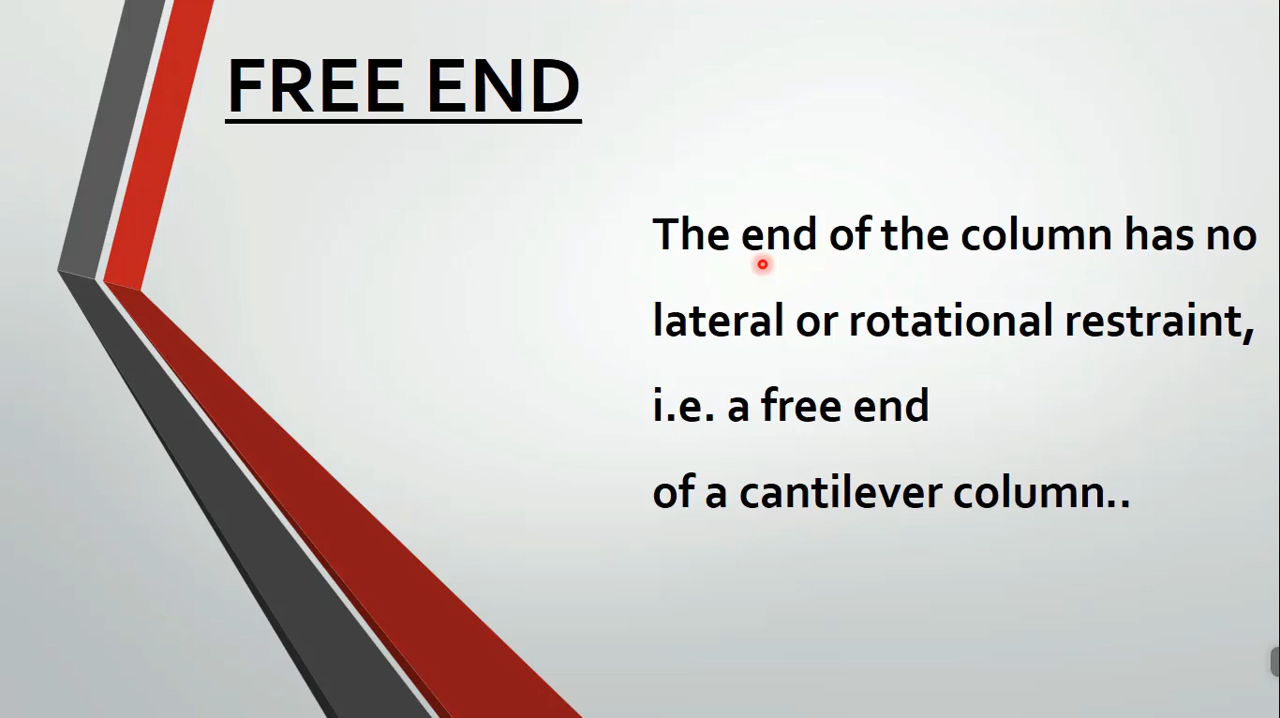 FREE END
The end of the column has no
lateral or rotational restraint,
i.e. a free end
of a cantilever column..